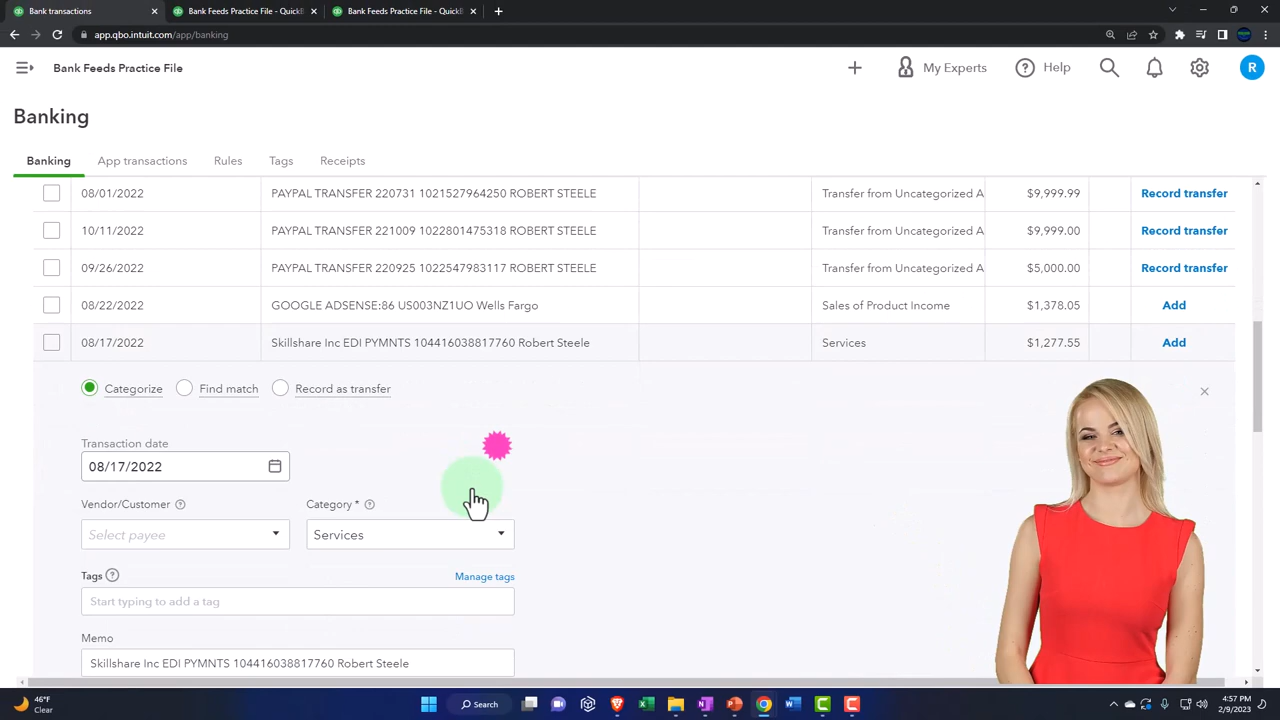 Bank transactions
Bank Feeds Practice File - QuickB
Bank Feeds Practice File - QuickB
app.qbo.intuit.com/app/banking
Bank Feeds Practice File
My Experts
Help
R
Banking
Banking
App transactions
Rules
Tags
Receipts
08/01/2022 PAYPAL TRANSFER 220731 1021527964250 ROBERT STEELE Transfer from Uncategorized A $9,999.99 Record transfer
10/11/2022 PAYPAL TRANSFER 221009 1022801475318 ROBERT STEELE Transfer from Uncategorized A $9,999.00 Record transfer
09/26/2022 PAYPAL TRANSFER 220925 1022547983117 ROBERT STEELE Transfer from Uncategorized A $5,000.00 Record transfer
08/22/2022 GOOGLE ADSENSE:86 US003NZ1UO Wells Fargo Sales of Product Income $1,378.05 Add
08/17/2022 Skillshare Inc EDI PYMNTS 104416038817760 Robert Steele Services $1,277.55 Add
Categorize
Find match
Record as transfer
Transaction date
08/17/2022
Vendor/Customer
Category *
Select payee
Services
Tags
Manage tags
Start typing to add a tag
Memo
Skillshare Inc EDI PYMNTS 104416038817760 Robert Steele
46°F
Clear
Search
4:57 PM
2/9/2023